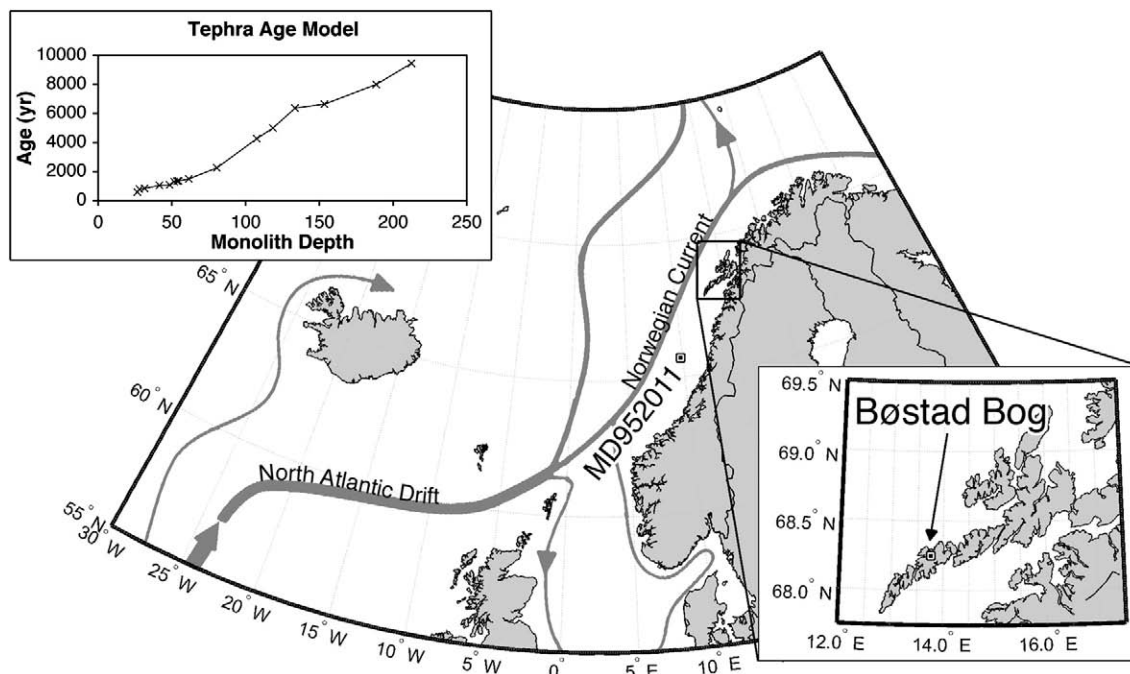 Tephra Age Model
10000
8000
6000
4000
2000
0
Age (yr)
0 50 100 150 200 250
Monolith Depth
65° N
60° N
55° N
30° W
25° W
20° W
15° W
10° W
5° W
0°
5° E
10° E
North Atlantic Drift
Norwegian Current
MD952011
69.5° N
69.0° N
68.5° N
68.0° N
12.0° E
14.0° E
16.0° E
Bøstad Bog